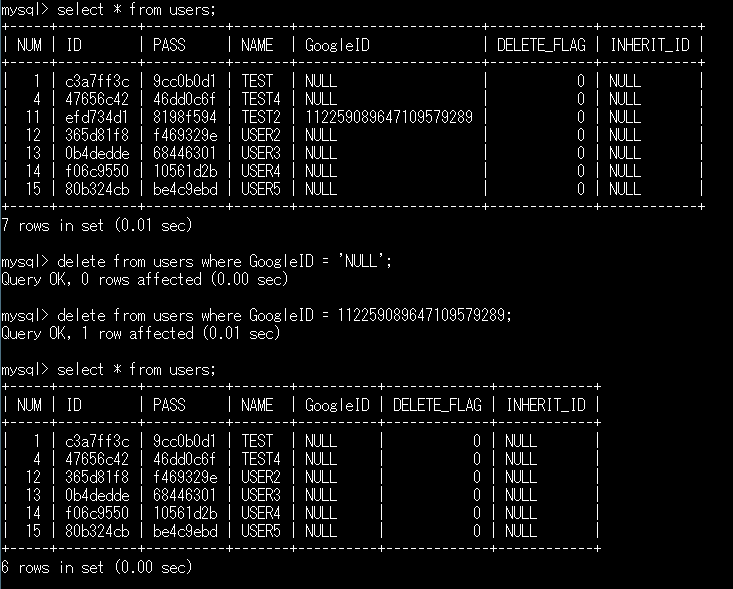 mysql> select * from users;
+-----+----------+----------+-------+-----------------------+-------------+------------+
| NUM | ID       | PASS     | NAME  | GoogleID              | DELETE_FLAG | INHERIT_ID |
+-----+----------+----------+-------+-----------------------+-------------+------------+
|   1 | c3a7ff3c | 9cc0b0d1 | TEST  | NULL                  |           0 | NULL       |
|   4 | 47656c42 | 46dd0c6f | TEST4 | NULL                  |           0 | NULL       |
|  11 | efd734d1 | 8198f594 | TEST2 | 112259089647109579289 |           0 | NULL       |
|  12 | 365d81f8 | f469329e | USER2 | NULL                  |           0 | NULL       |
|  13 | 0b4dedde | 68446301 | USER3 | NULL                  |           0 | NULL       |
|  14 | f06c9550 | 10561d2b | USER4 | NULL                  |           0 | NULL       |
|  15 | 80b324cb | be4c9ebd | USER5 | NULL                  |           0 | NULL       |
+-----+----------+----------+-------+-----------------------+-------------+------------+
7 rows in set (0.01 sec)
mysql> delete from users where GoogleID = 'NULL';
Query OK, 0 rows affected (0.00 sec)
mysql> delete from users where GoogleID = 112259089647109579289;
Query OK, 1 row affected (0.01 sec)
mysql> select * from users;
+-----+----------+----------+-------+----------+-------------+------------+
| NUM | ID       | PASS     | NAME  | GoogleID | DELETE_FLAG | INHERIT_ID |
+-----+----------+----------+-------+----------+-------------+------------+
|   1 | c3a7ff3c | 9cc0b0d1 | TEST  | NULL     |           0 | NULL       |
|   4 | 47656c42 | 46dd0c6f | TEST4 | NULL     |           0 | NULL       |
|  12 | 365d81f8 | f469329e | USER2 | NULL     |           0 | NULL       |
|  13 | 0b4dedde | 68446301 | USER3 | NULL     |           0 | NULL       |
|  14 | f06c9550 | 10561d2b | USER4 | NULL     |           0 | NULL       |
|  15 | 80b324cb | be4c9ebd | USER5 | NULL     |           0 | NULL       |
+-----+----------+----------+-------+----------+-------------+------------+
6 rows in set (0.00 sec)